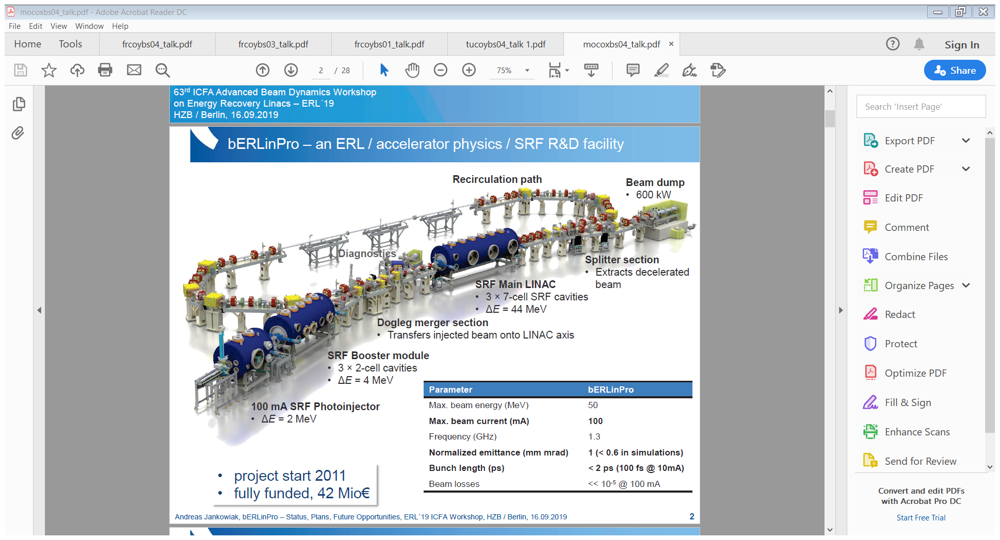 mocoxbs04_talk.pdf - Adobe Acrobat Reader DC
File Edit View Window Help
Home Tools frcoybs04_talk.pdf frcoybs03_talk.pdf frcoybs01_talk.pdf tucoybs04_talk 1.pdf mocoxbs04_talk.pdf × Sign In
2 / 28 75% Share
63rd ICFA Advanced Beam Dynamics Workshop
on Energy Recovery Linacs – ERL´19
HZB / Berlin, 16.09.2019
bERLinPro – an ERL / accelerator physics / SRF R&D facility
Recirculation path
Beam dump
• 600 kW
Diagnostics
Splitter section
• Extracts decelerated
beam
SRF Main LINAC
• 3 × 7-cell SRF cavities
• ΔE = 44 MeV
Dogleg merger section
• Transfers injected beam onto LINAC axis
SRF Booster module
• 3 × 2-cell cavities
• ΔE = 4 MeV
100 mA SRF Photoinjector
• ΔE = 2 MeV
Parameter bERLinPro
Max. beam energy (MeV) 50
Max. beam current (mA) 100
Frequency (GHz) 1.3
Normalized emittance (mm mrad) 1 (< 0.6 in simulations)
Bunch length (ps) < 2 ps (100 fs @ 10mA)
Beam losses << 10-5 @ 100 mA
• project start 2011
• fully funded, 42 Mio€
Andreas Jankowiak, bERLinPro – Status, Plans, Future Opportunities, ERL´19 ICFA Workshop, HZB / Berlin, 16.09.2019 2
Search 'Insert Page'
Export PDF
Create PDF
Edit PDF
Comment
Combine Files
Organize Pages
Redact
Protect
Optimize PDF
Fill & Sign
Enhance Scans
Send for Review
Convert and edit PDFs
with Acrobat Pro DC
Start Free Trial